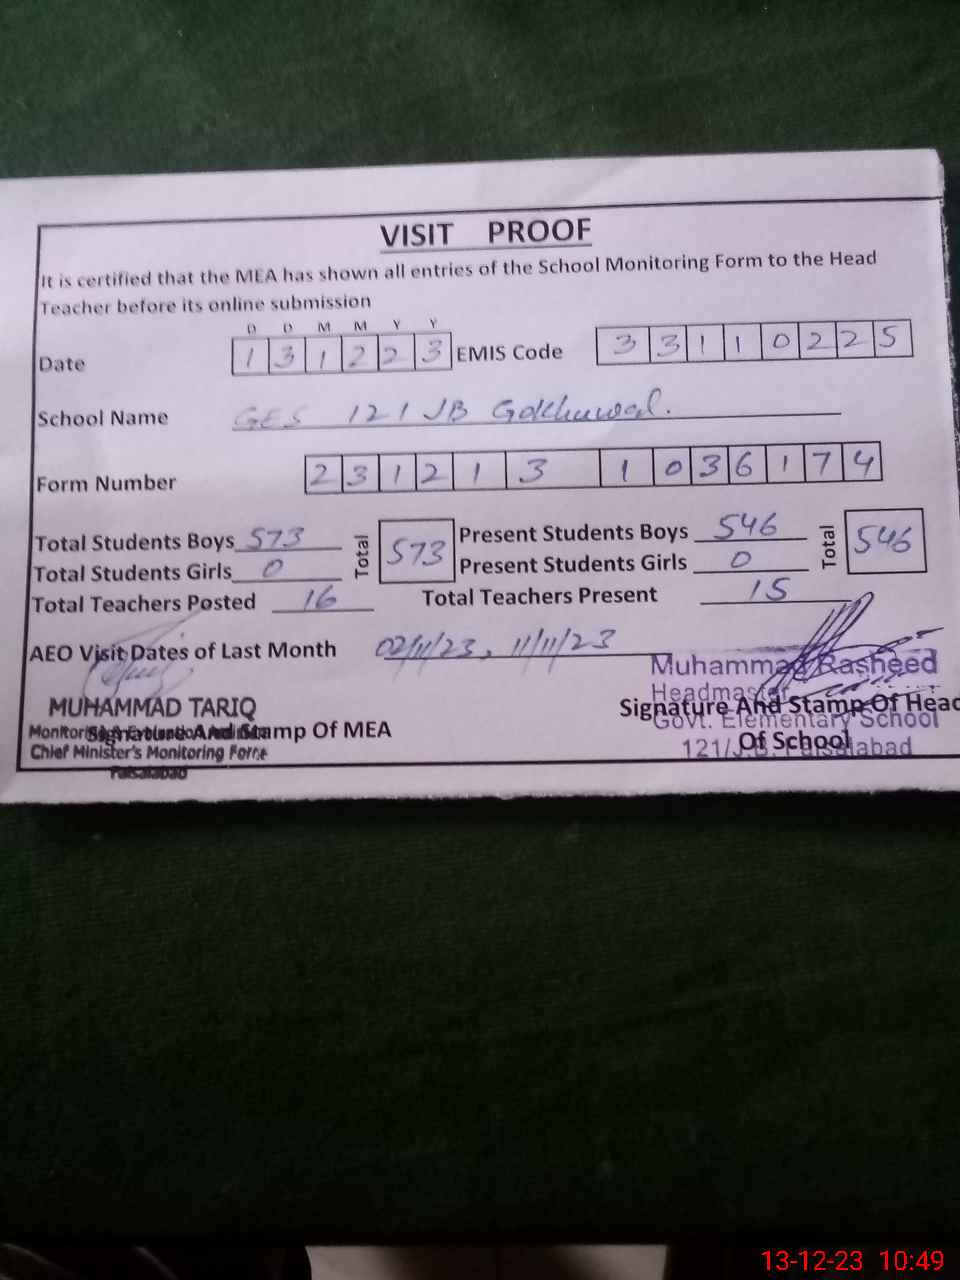 VISIT PROOF
It is certified that the MEA has shown all entries of the School Monitoring Form to the Head
Teacher before its online submission
D D M M Y Y
Date 1 3 1 2 2 3 EMIS Code 3 3 1 1 0 2 2 5
School Name GES 121 JB Gokhuwal.
Form Number 2 3 1 2 1 3 1 0 3 6 1 7 4
Total Students Boys 573 Total 573 Present Students Boys 546 Total 546
Total Students Girls 0 Present Students Girls 0
Total Teachers Posted 16 Total Teachers Present 15
AEO Visit Dates of Last Month 02/11/23, 11/11/23
Muhammad Rasheed
Headmaster
MUHAMMAD TARIQ
Signature And Stamp Of Head
Govt. Elementary School
Signature And Stamp Of MEA
Of School
121/J.B. Faisalabad
Chief Minister's Monitoring Force
Faisalabad
13-12-23 10:49